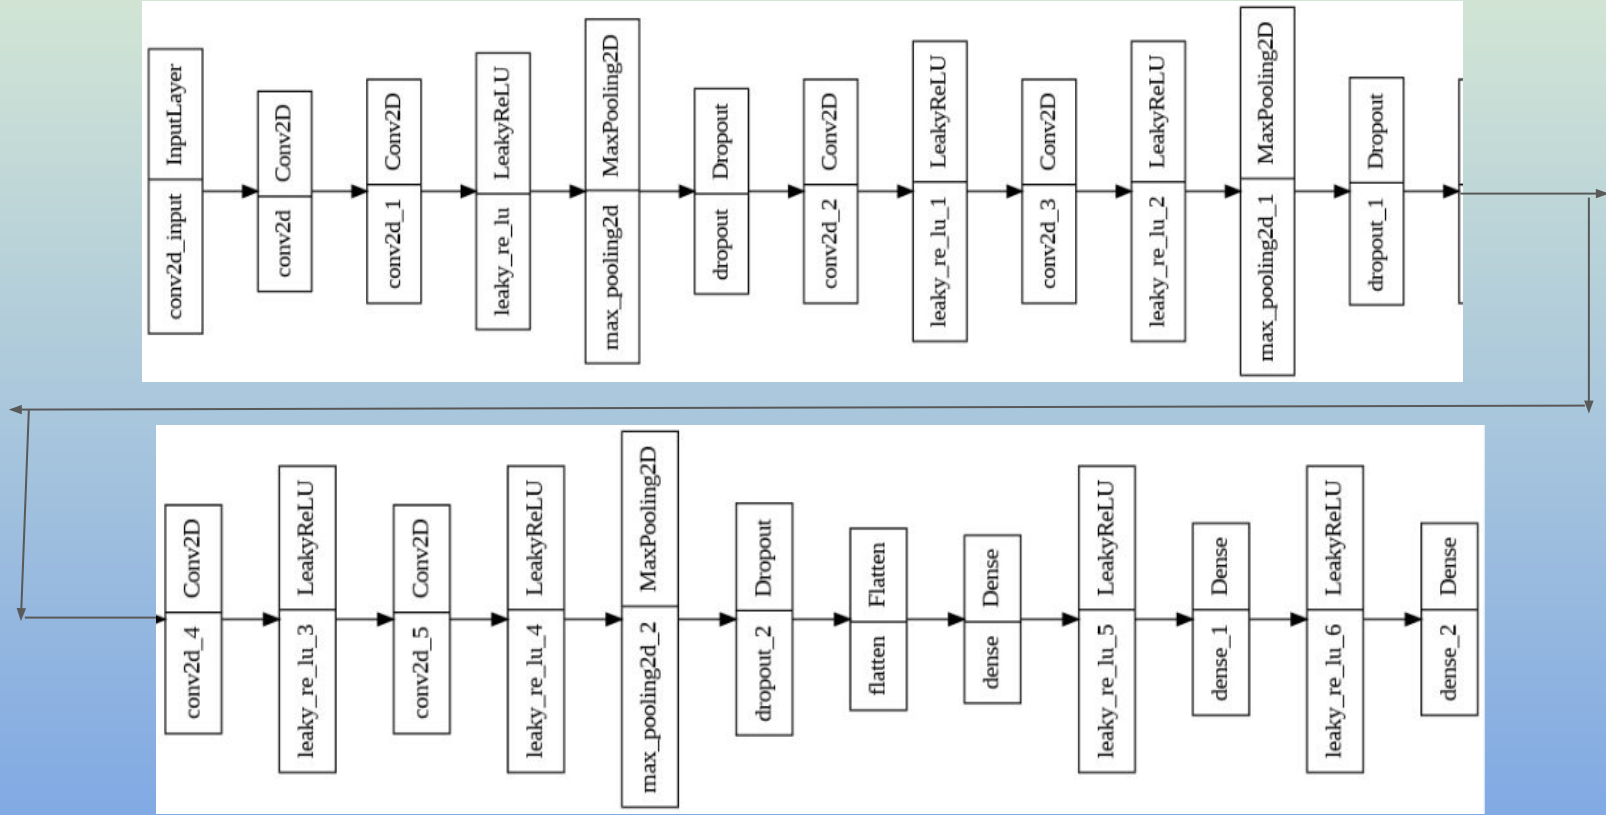 conv2d_input InputLayer
conv2d Conv2D
conv2d_1 Conv2D
leaky_re_lu LeakyReLU
max_pooling2d MaxPooling2D
dropout Dropout
conv2d_2 Conv2D
leaky_re_lu_1 LeakyReLU
conv2d_3 Conv2D
leaky_re_lu_2 LeakyReLU
max_pooling2d_1 MaxPooling2D
dropout_1 Dropout
conv2d_4 Conv2D
leaky_re_lu_3 LeakyReLU
conv2d_5 Conv2D
leaky_re_lu_4 LeakyReLU
max_pooling2d_2 MaxPooling2D
dropout_2 Dropout
flatten Flatten
dense Dense
leaky_re_lu_5 LeakyReLU
dense_1 Dense
leaky_re_lu_6 LeakyReLU
dense_2 Dense